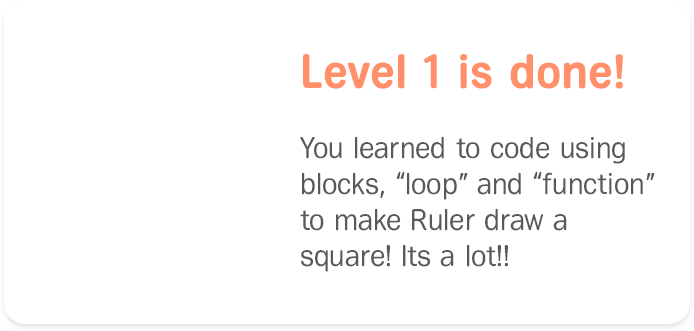 Level 1 is done!
You learned to code using
blocks, “loop” and “function”
to make Ruler draw a
square! Its a lot!!